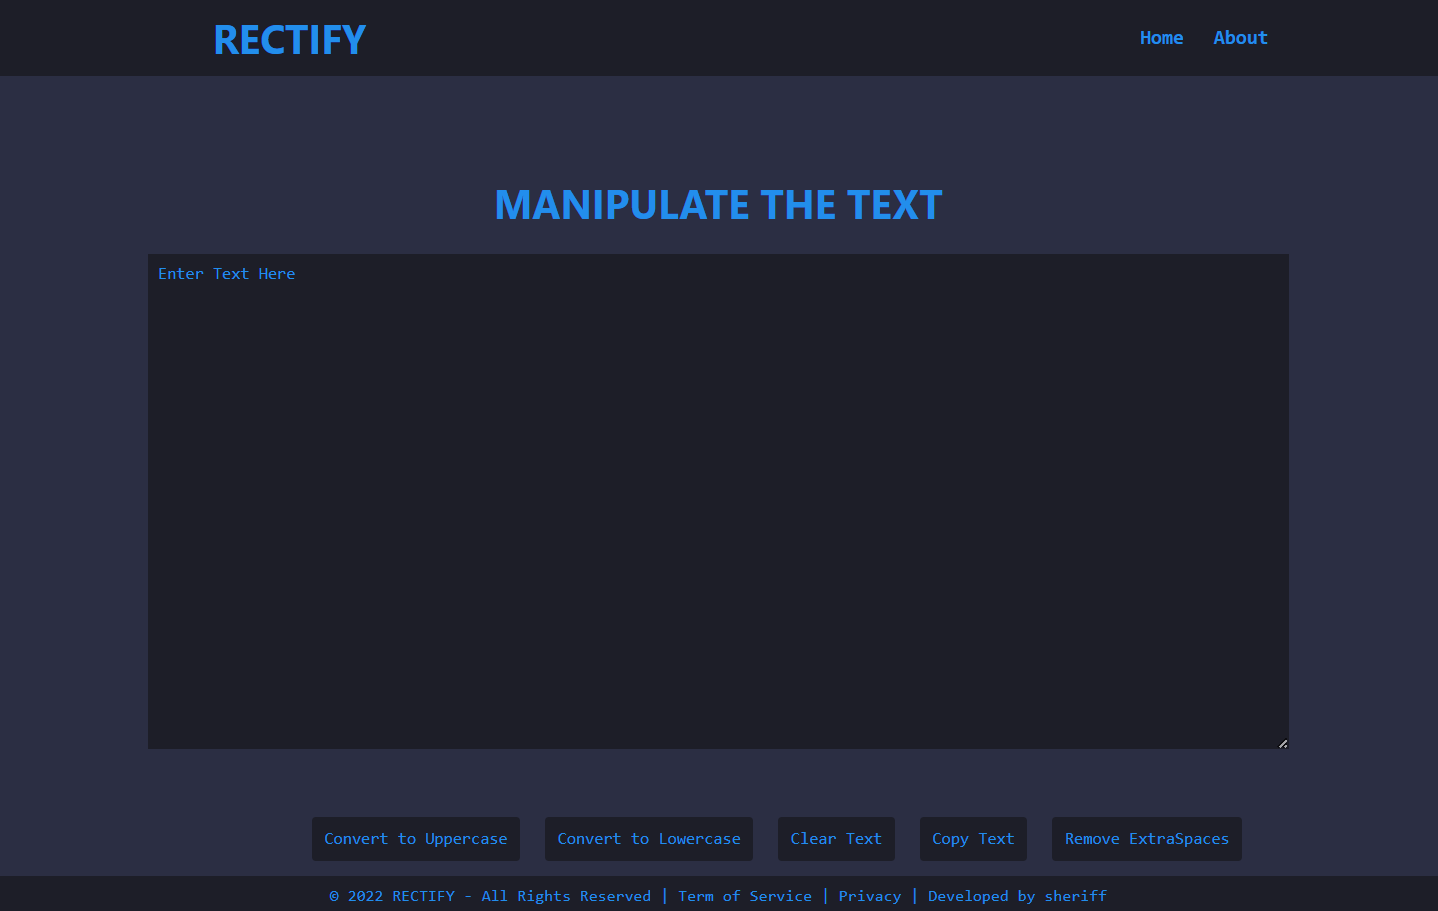 RECTIFY Home About
MANIPULATE THE TEXT
Enter Text Here
Convert to Uppercase Convert to Lowercase Clear Text Copy Text Remove ExtraSpaces
© 2022 RECTIFY - All Rights Reserved | Term of Service | Privacy | Developed by sheriff